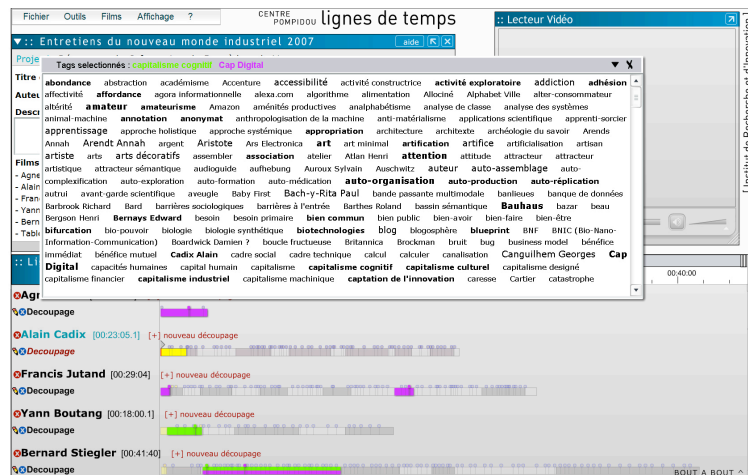 Fichier Outils Films Affichage ?
CENTRE POMPIDOU lignes de temps
:: Lecteur Vidéo
:: Entretiens du nouveau monde industriel 2007 aide
Tags selectionnés : capitalisme cognitif Cap Digital
Titre
Films
abondance abstraction académisme Accenture accessibilité activité constructrice activité exploratoire addiction adhésion
affectivité affordance agora informationnelle alexa.com algorithme alimentation Allociné Alphabet Ville alter-consommateur
altérité amateur amateurisme Amazon aménités productives analphabétisme analyse de classe analyse des systèmes
animal-machine annotation anonymat anthropologisation de la machine anti-matérialisme applications scientifique apprenti-sorcier
apprentissage approche holistique approche systémique appropriation architecture architexte archéologie du savoir Arends
Annah Arendt Annah argent Aristote Ars Electronica art art minimal artification artifice artificialisation artisan
artiste arts arts décoratifs assembler association atelier Atlan Henri attention attitude attracteur attracteur
artistique attracteur sémantique audioguide aufhebung Auroux Sylvain Auschwitz auteur auto-assemblage auto-
complexification auto-exploration auto-formation auto-médication auto-organisation auto-production auto-réplication
autrui avant-garde scientifique aveugle Baby First Bach-y-Rita Paul bande passante multimodale banlieues banque de données
Barbrook Richard Bard barrières sociologiques barrières à l'entrée Barthes Roland bassin sémantique Bauhaus bazar beau
Bergson Henri Bernays Edward besoin besoin primaire bien commun bien public bien-avoir bien-faire bien-être
bifurcation bio-pouvoir biologie biologie synthétique biotechnologies blog blogosphère blueprint BNF BNIC (Bio-Nano-
Information-Communication) Boardwick Damien ? boucle fructueuse Britannica Brockman bruit bug business model bénéfice
immédiat bénéfice mutuel Cadix Alain cadre social cadre technique calcul calculer canalisation Canguilhem Georges Cap
Digital capacités humaines capital humain capitalisme capitalisme cognitif capitalisme culturel capitalisme designé
capitalisme financier capitalisme industriel capitalisme machinique captation de l'innovation caresse Cartier catastrophe
00:40:00
Decoupage
Alain Cadix [00:23:05.1] [+] nouveau découpage
Decoupage
Francis Jutand [00:29:04] [+] nouveau découpage
Decoupage
Yann Boutang [00:18:00.1] [+] nouveau découpage
Decoupage
Bernard Stiegler [00:41:40] [+] nouveau découpage
Decoupage
BOUT A BOUT ^